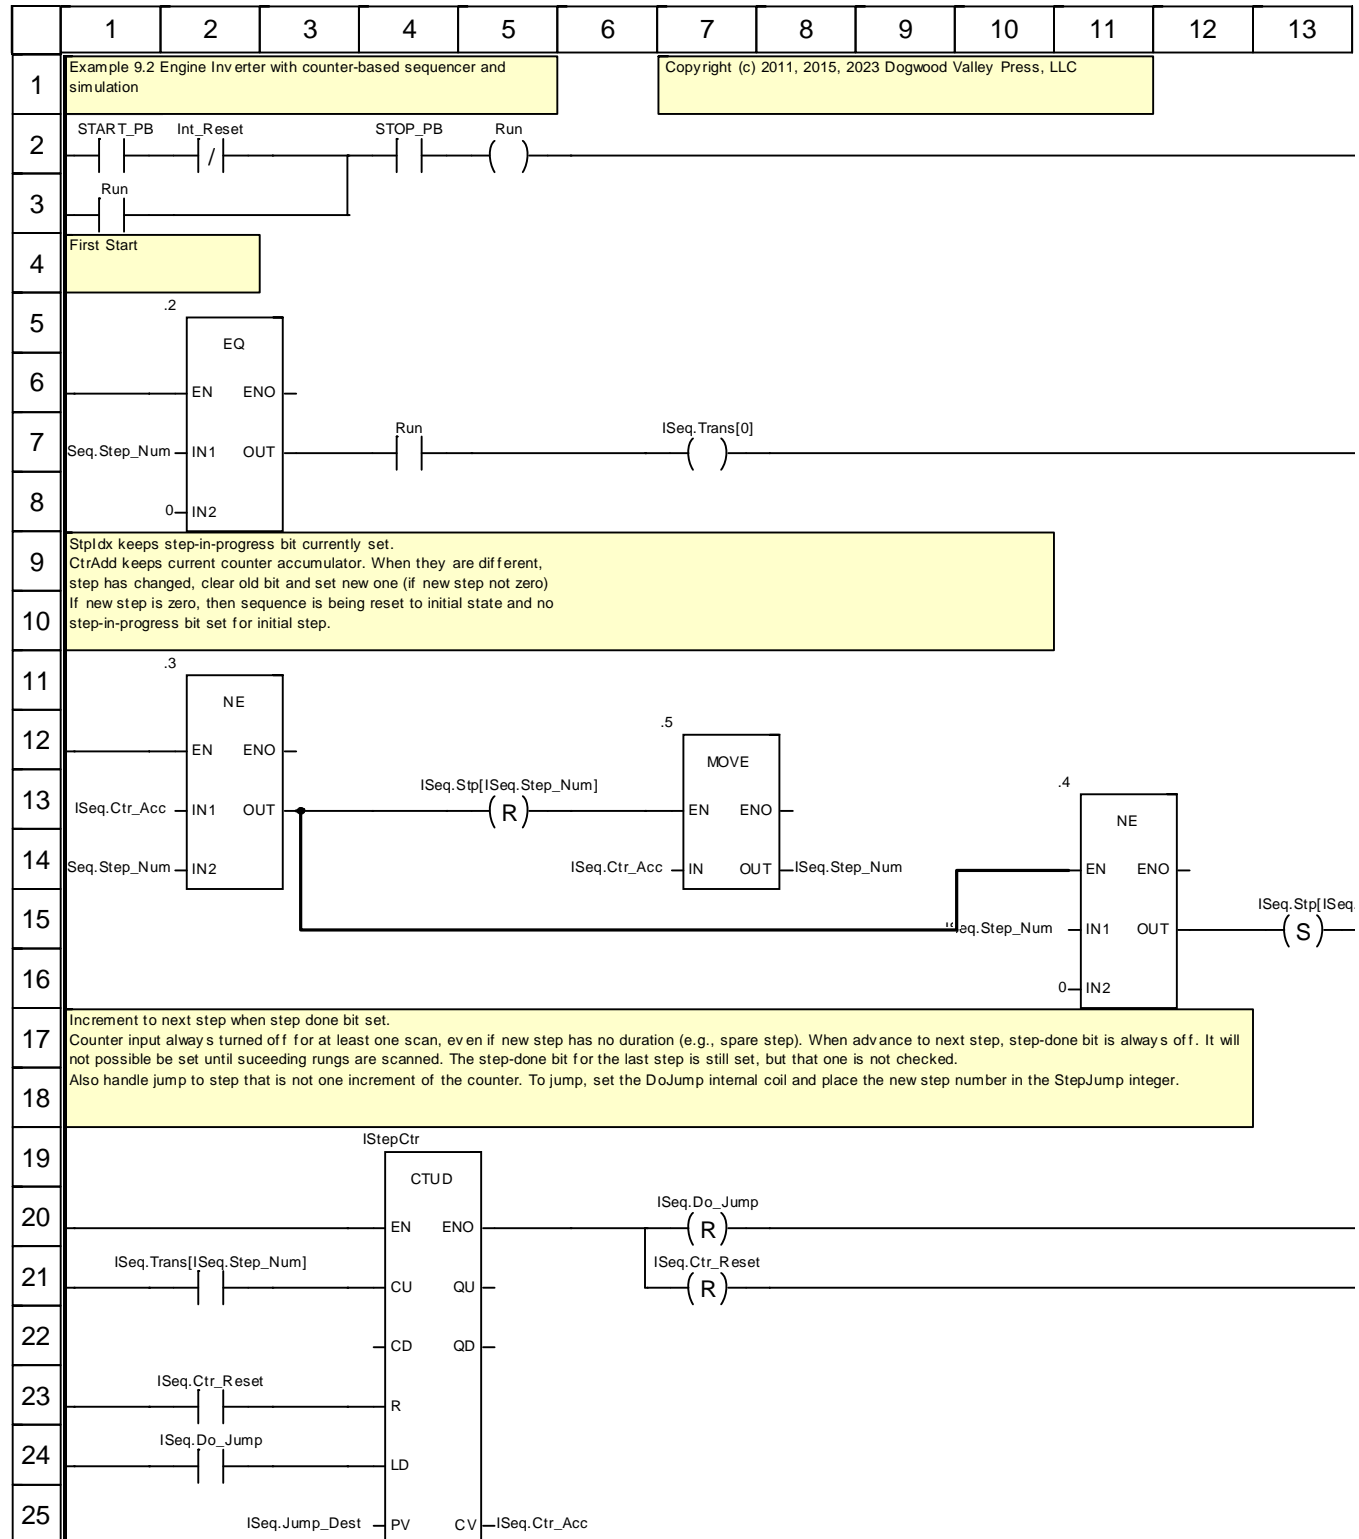 1 2 3 4 5 6 7 8 9 10 11 12 13
1
Example 9.2 Engine Inverter with counter-based sequencer and
simulation
Copyright (c) 2011, 2015, 2023 Dogwood Valley Press, LLC
START_PB Int_Reset STOP_PB Run
2
/
Run
3
First Start
4
.2
5
EQ
6
EN ENO
Run ISeq.Trans[0]
7
Seq.Step_Num IN1 OUT
8
0 IN2
StpIdx keeps step-in-progress bit currently set.
9
CtrAdd keeps current counter accumulator. When they are different,
step has changed, clear old bit and set new one (if new step not zero)
If new step is zero, then sequence is being reset to initial state and no
10
step-in-progress bit set for initial step.
.3
11
NE
.5
12
EN ENO
MOVE
ISeq.Stp[ISeq.Step_Num]
.4
13
ISeq.Ctr_Acc IN1 OUT
R
EN ENO
NE
14
Seq.Step_Num IN2
ISeq.Ctr_Acc IN OUT ISeq.Step_Num
EN ENO
ISeq.Stp[ISeq.
15
ISeq.Step_Num IN1 OUT
S
16
0 IN2
Increment to next step when step done bit set.
17
Counter input always turned off for at least one scan, even if new step has no duration (e.g., spare step). When advance to next step, step-done bit is always off. It will
not possible be set until suceeding rungs are scanned. The step-done bit for the last step is still set, but that one is not checked.
Also handle jump to step that is not one increment of the counter. To jump, set the DoJump internal coil and place the new step number in the StepJump integer.
18
IStepCtr
19
CTUD
ISeq.Do_Jump
20
EN ENO
R
ISeq.Trans[ISeq.Step_Num]
ISeq.Ctr_Reset
21
CU QU
R
22
CD QD
ISeq.Ctr_Reset
23
R
ISeq.Do_Jump
24
LD
25
ISeq.Jump_Dest PV CV ISeq.Ctr_Acc